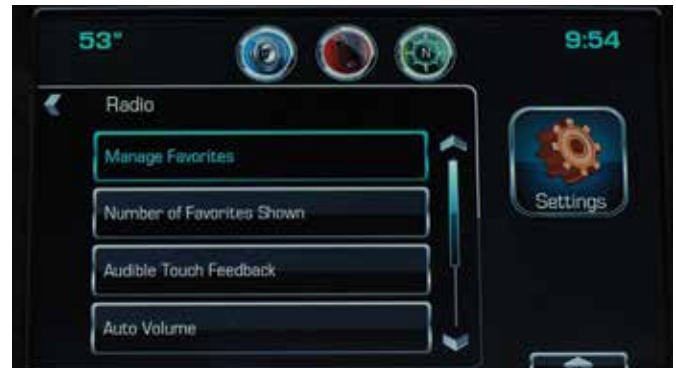 53°
N
9:54
Radio
Manage Favorites
Number of Favorites Shown
Settings
Audible Touch Feedback
Auto Volume